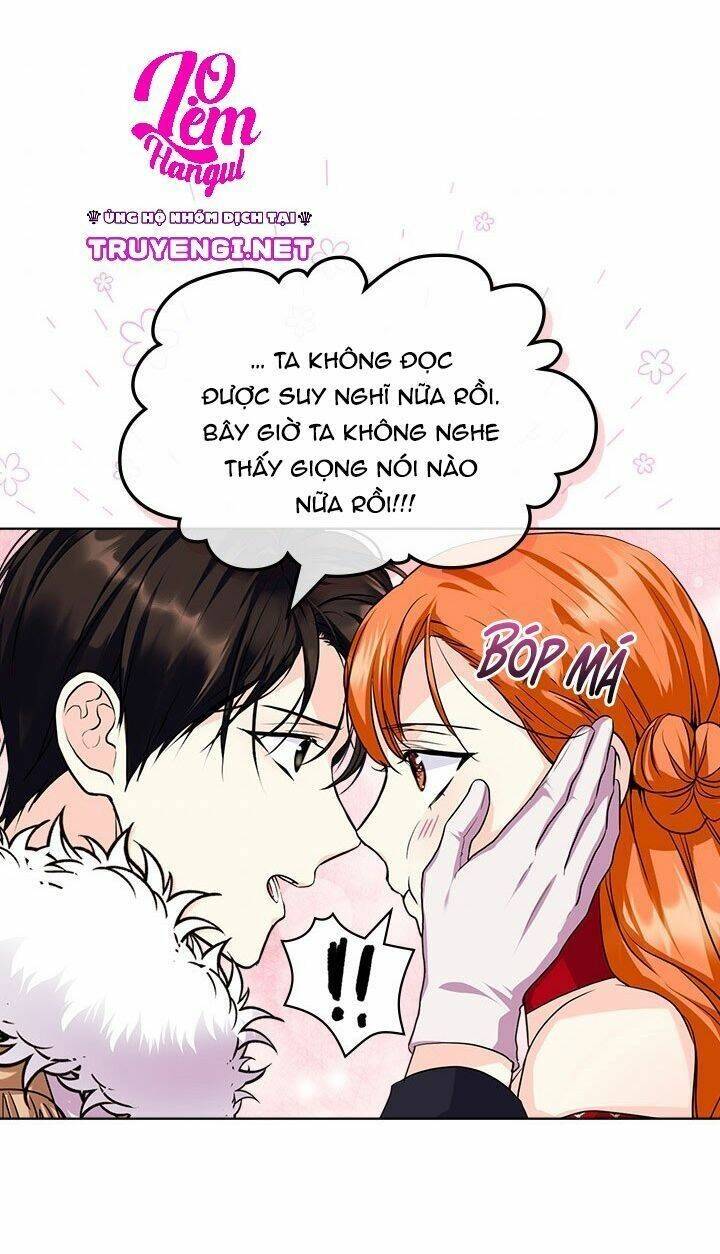 Lọ
Lem
Hangul
ỦNG HỘ NHÓM DỊCH TẠI
TRUYENGI.NET
... TA KHÔNG ĐỌC
ĐƯỢC SUY NGHĨ NỮA RỒI.
BÂY GIỜ TA KHÔNG NGHE
THẤY GIỌNG NÓI NÀO
NỮA RỒI!!!
BÓP MÁ
!!